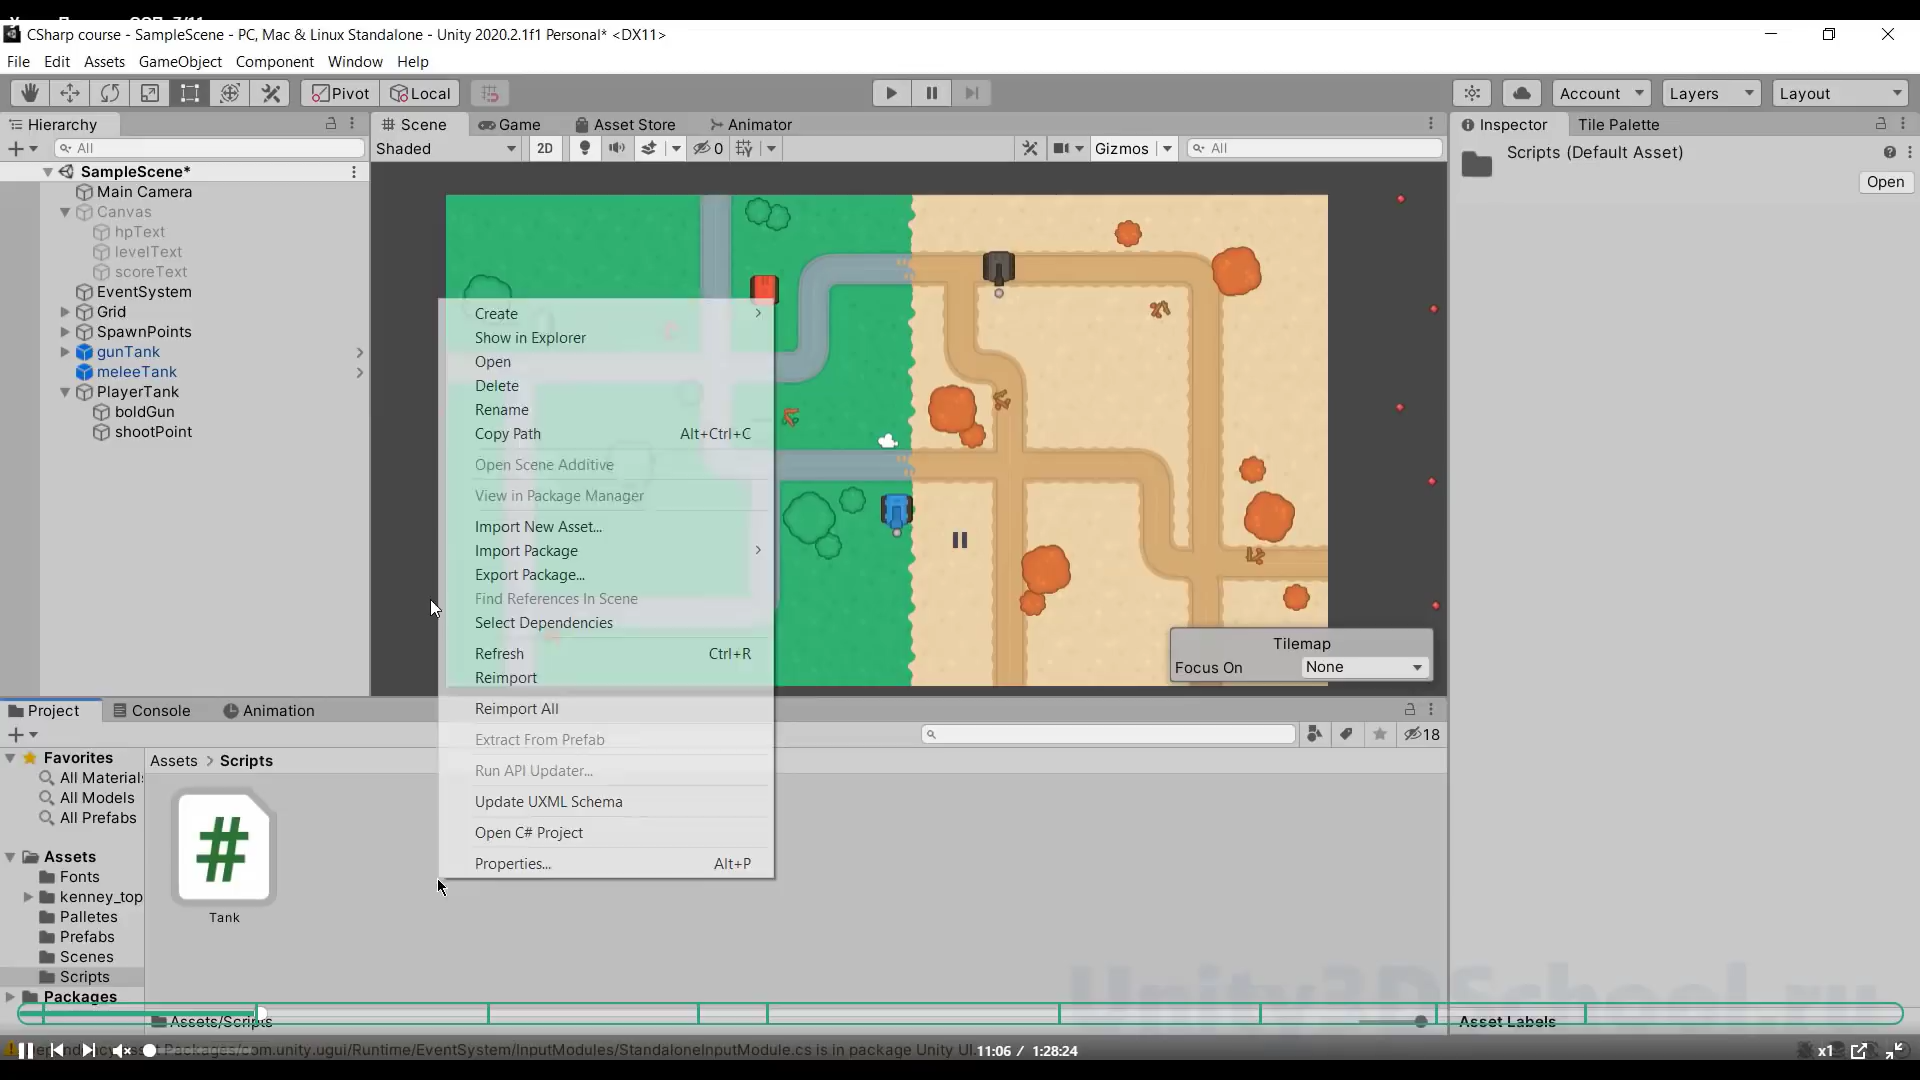 CSharp course - SampleScene - PC, Mac & Linux Standalone - Unity 2020.2.1f1 Personal* <DX11>
File Edit Assets GameObject Component Window Help
Pivot Local Account Layers Layout
Hierarchy
Scene Game Asset Store Animator
Inspector Tile Palette
All
Shaded 2D 0 Gizmos All
Scripts (Default Asset)
Open
SampleScene*
Main Camera
Canvas
hpText
levelText
scoreText
EventSystem
Grid
SpawnPoints
gunTank
meleeTank
PlayerTank
boldGun
shootPoint
Create
Show in Explorer
Open
Delete
Rename
Copy Path Alt+Ctrl+C
Open Scene Additive
View in Package Manager
Import New Asset...
Import Package
Export Package...
Find References In Scene
Select Dependencies
Refresh Ctrl+R
Reimport
Reimport All
Extract From Prefab
Run API Updater...
Update UXML Schema
Open C# Project
Properties... Alt+P
Tilemap
Focus On None
Project Console Animation
18
Favorites
All Material
All Models
All Prefabs
Assets > Scripts
Assets
Fonts
kenney_top
Palletes
Prefabs
Scenes
Scripts
Packages
#
Tank
Unity3DSchool.ru
Assets/Scripts
Asset Labels
Packages/com.unity.ugui/Runtime/EventSystem/InputModules/StandaloneInputModule.cs is in package Unity UI.
11:06 / 1:28:24
x1